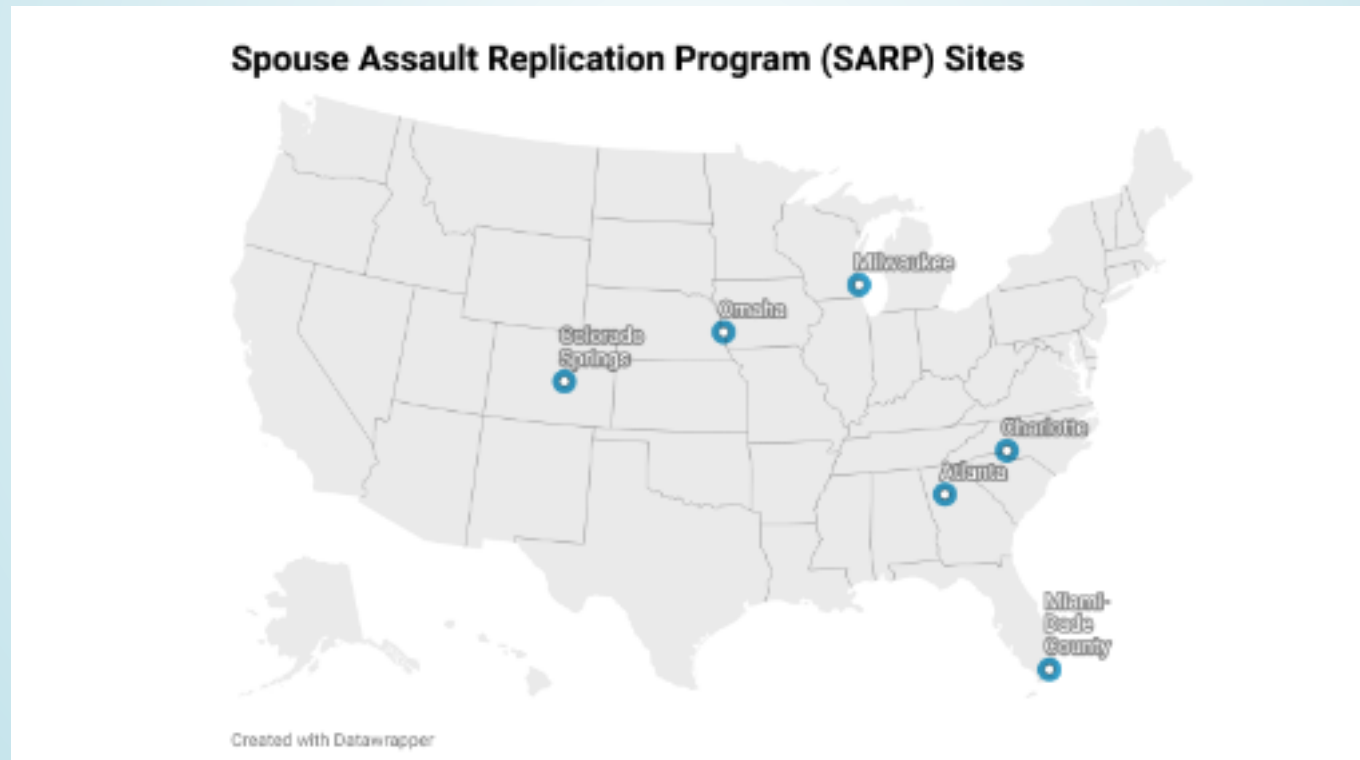 Spouse Assault Replication Program (SARP) Sites
Milwaukee
Omaha
Colorado
Springs
Charlotte
Atlanta
Miami-
Dade
County
Created with Datawrapper